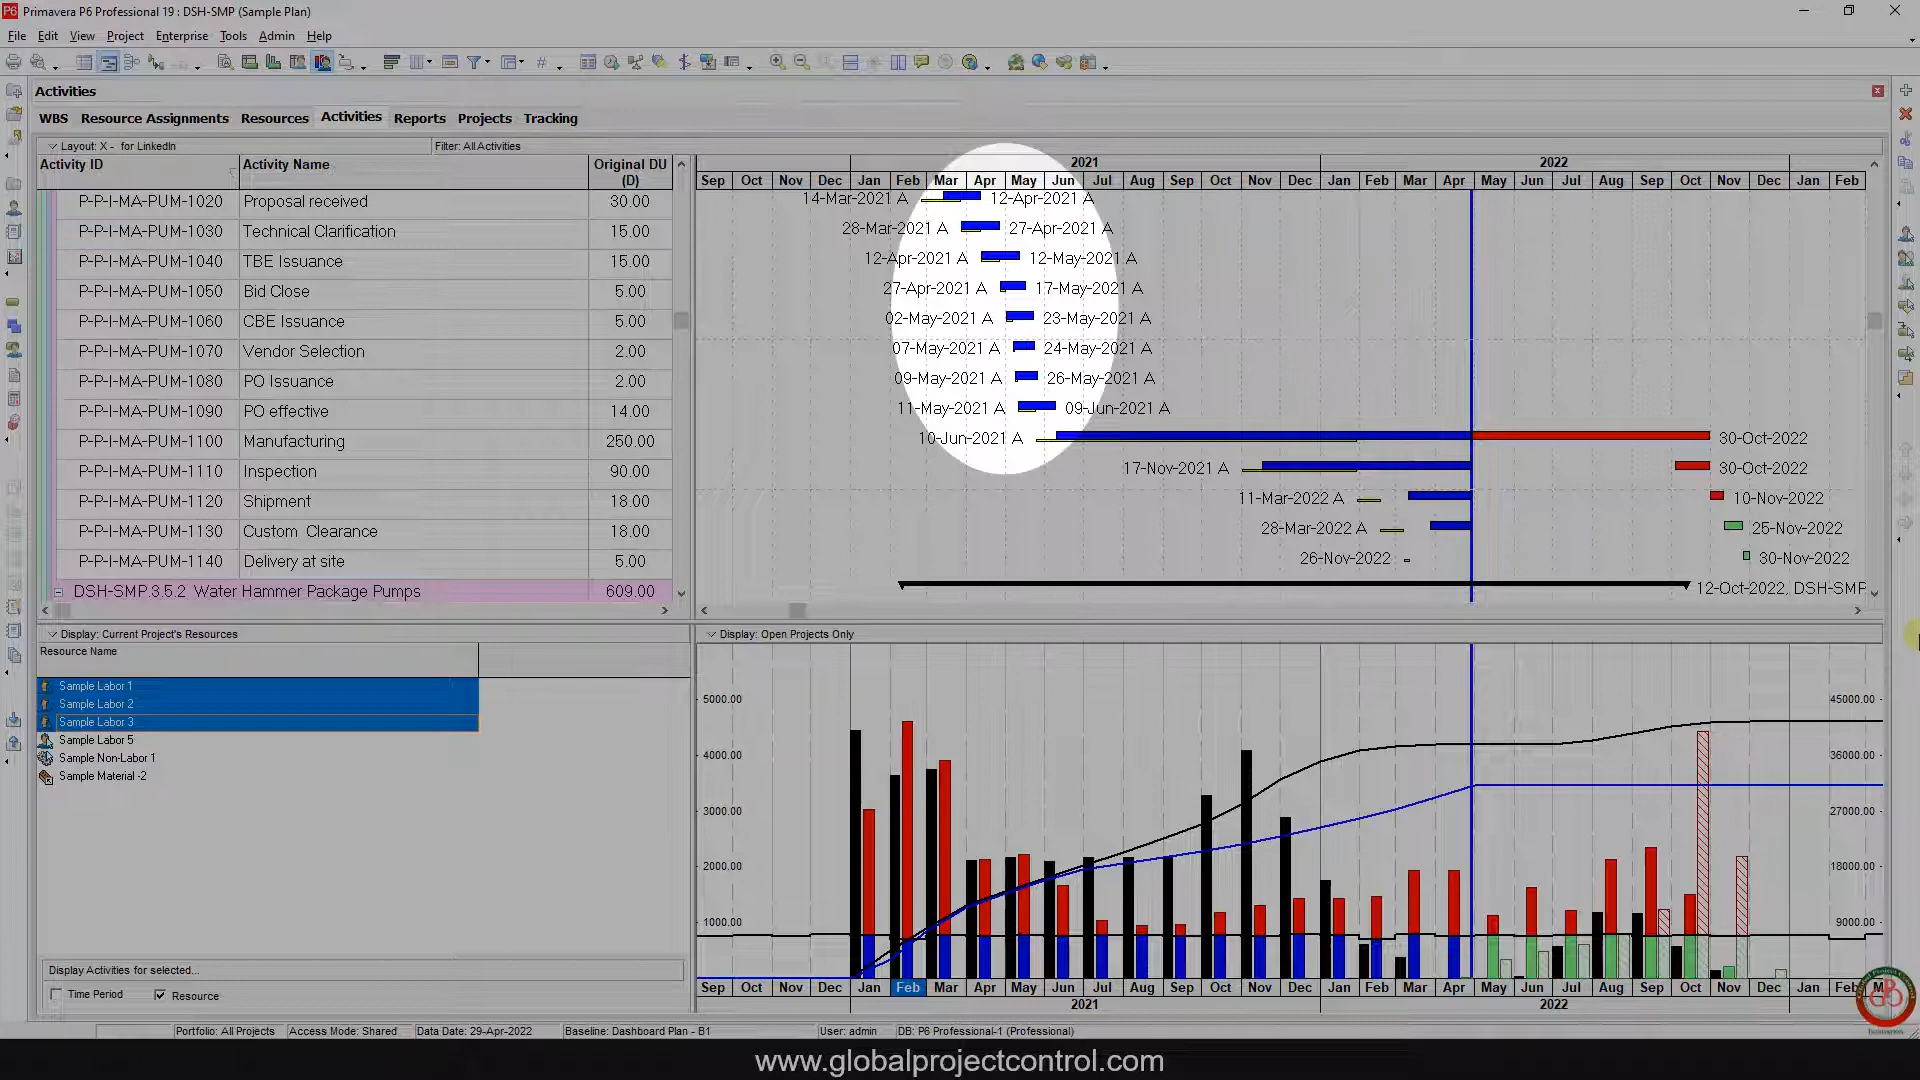 Primavera P6 Professional 19 : DSH-SMP (Sample Plan)
File Edit View Project Enterprise Tools Admin Help
Activities
WBS Resource Assignments Resources Activities Reports Projects Tracking
Layout: X - for LinkedIn Filter: All Activities
Activity ID Activity Name Original DU (D)
2021 2022
Sep Oct Nov Dec Jan Feb Mar Apr May Jun Jul Aug Sep Oct Nov Dec Jan Feb Mar Apr May Jun Jul Aug Sep Oct Nov Dec Jan Feb
P-P-I-MA-PUM-1020 Proposal received 30.00 14-Mar-2021 A 12-Apr-2021 A
P-P-I-MA-PUM-1030 Technical Clarification 15.00 28-Mar-2021 A 27-Apr-2021 A
P-P-I-MA-PUM-1040 TBE Issuance 15.00 12-Apr-2021 A 12-May-2021 A
P-P-I-MA-PUM-1050 Bid Close 5.00 27-Apr-2021 A 17-May-2021 A
P-P-I-MA-PUM-1060 CBE Issuance 5.00 02-May-2021 A 23-May-2021 A
P-P-I-MA-PUM-1070 Vendor Selection 2.00 07-May-2021 A 24-May-2021 A
P-P-I-MA-PUM-1080 PO Issuance 2.00 09-May-2021 A 26-May-2021 A
P-P-I-MA-PUM-1090 PO effective 14.00 11-May-2021 A 09-Jun-2021 A
P-P-I-MA-PUM-1100 Manufacturing 250.00 10-Jun-2021 A 30-Oct-2022
P-P-I-MA-PUM-1110 Inspection 90.00 17-Nov-2021 A 30-Oct-2022
P-P-I-MA-PUM-1120 Shipment 18.00 11-Mar-2022 A 10-Nov-2022
P-P-I-MA-PUM-1130 Custom Clearance 18.00 28-Mar-2022 A 25-Nov-2022
P-P-I-MA-PUM-1140 Delivery at site 5.00 26-Nov-2022 30-Nov-2022
DSH-SMP.3.5.2 Water Hammer Package Pumps 609.00 12-Oct-2022, DSH-SMP
Display: Current Project's Resources Display: Open Projects Only
Resource Name
Sample Labor 1
Sample Labor 2
Sample Labor 3
Sample Labor 5
Sample Non-Labor 1
Sample Material -2
Display Activities for selected...
Time Period Resource
5000.00 45000.00
4000.00 36000.00
3000.00 27000.00
2000.00 18000.00
1000.00 9000.00
Sep Oct Nov Dec Jan Feb Mar Apr May Jun Jul Aug Sep Oct Nov Dec Jan Feb Mar Apr May Jun Jul Aug Sep Oct Nov Dec Jan Feb
2021 2022
Portfolio: All Projects Access Mode: Shared Data Date: 29-Apr-2022 Baseline: Dashboard Plan - B1 User: admin DB: P6 Professional-1 (Professional)
www.globalprojectcontrol.com